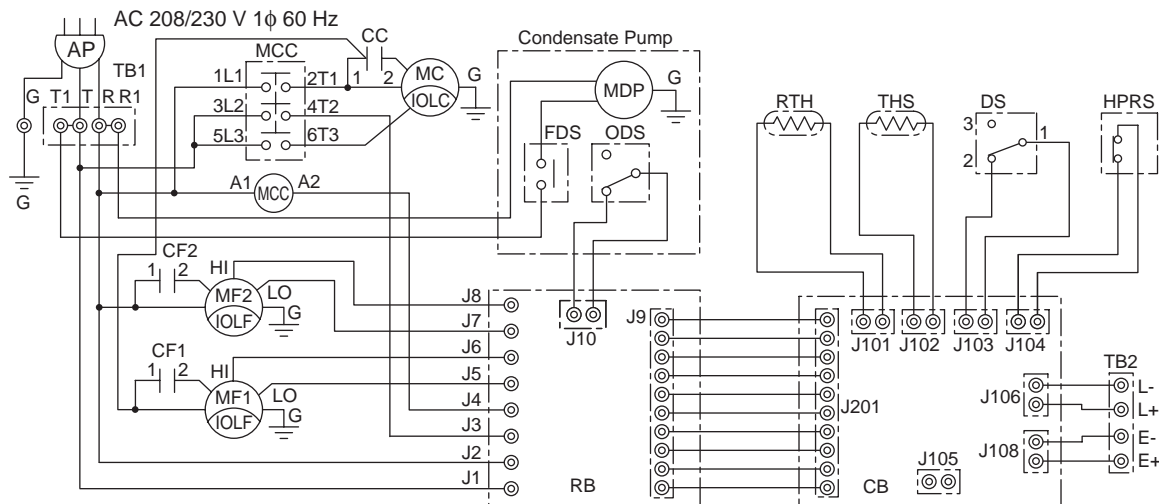 AC 208/230 V 1ϕ 60 Hz
AP
TB1
G T1 T R R1
G
MCC
1L1 2T1
3L2 4T2
5L3 6T3
A1 MCC A2
CC
1 2
MC
IOLC
G
Condensate Pump
MDP
G
FDS ODS
RTH
THS
DS
3
2
1
HPRS
CF2
1 2
HI
MF2
IOLF
LO
G
CF1
1 2
HI
MF1
IOLF
LO
G
J8
J7
J6
J5
J4
J3
J2
J1
J10
J9
RB
J201
J101 J102 J103 J104
J106
J108
J105
CB
TB2
L-
L+
E-
E+